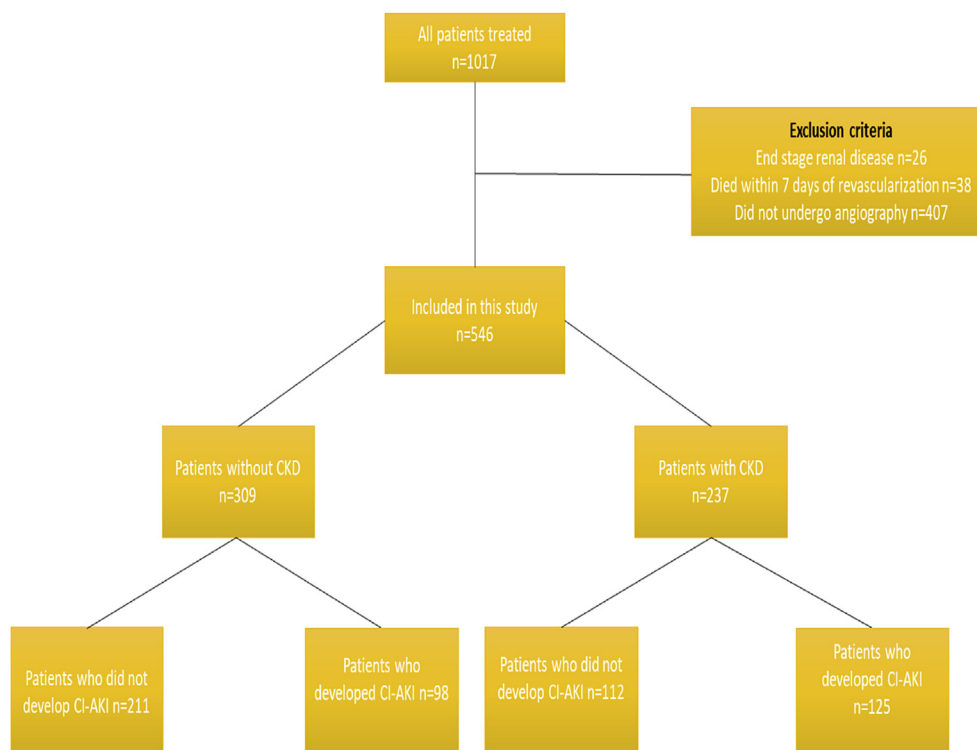 All patients treated
n=1017
Exclusion criteria
End stage renal disease n=26
Died within 7 days of revascularization n=38
Did not undergo angiography n=407
Included in this study
n=546
Patients without CKD
n=309
Patients with CKD
n=237
Patients who did not
develop CI-AKI n=211
Patients who
developed CI-AKI n=98
Patients who did not
develop CI-AKI n=112
Patients who
developed CI-AKI
n=125